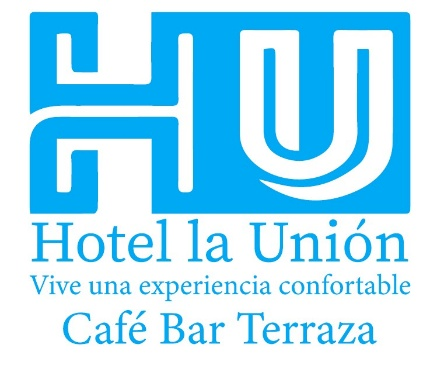 HU
Hotel la Unión
Vive una experiencia confortable
Café Bar Terraza